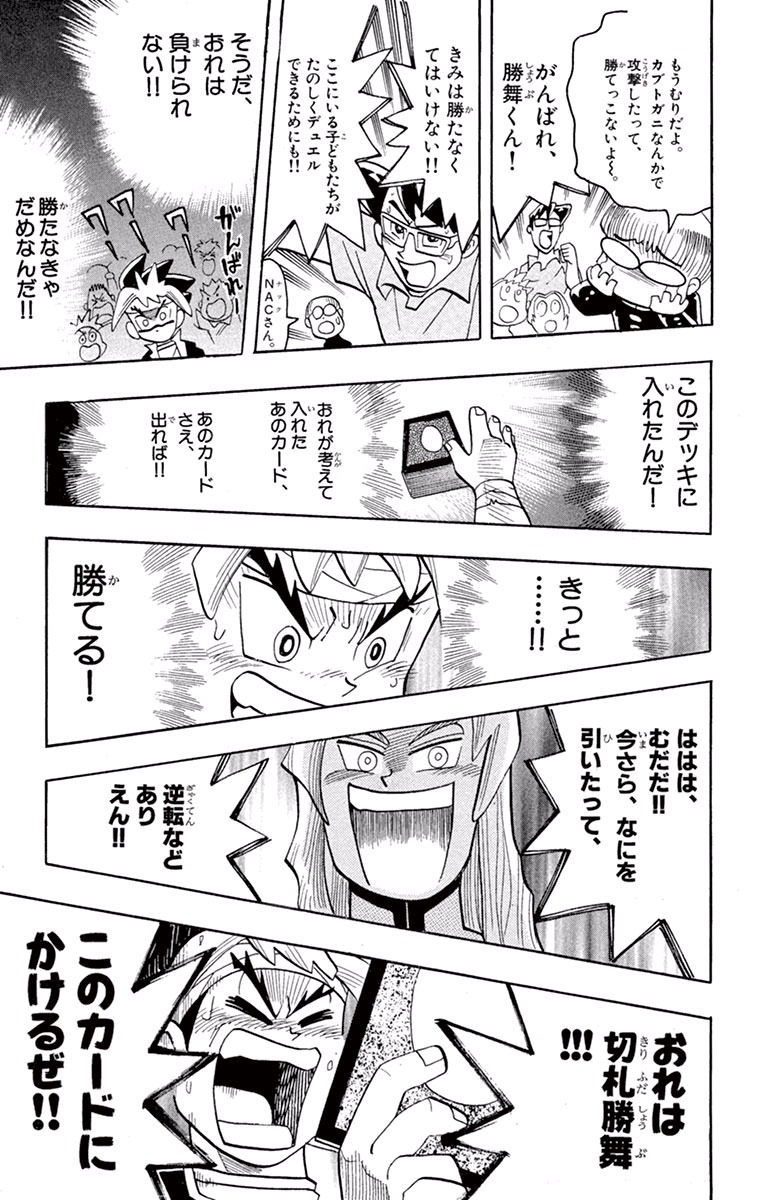 もうむりだよ。
カブトガニなんかで
攻撃したって、
勝てっこないよ〜。
がんばれ、
勝舞くん！
きみは勝たなく
てはいけない!!
ここにいる子どもたちが
たのしくデュエル
できるためにも!!
NACさん。
そうだ、
おれは
負けられ
ない!!
がんばれー
ワー
ワー
ワー
勝たなきゃ
だめなんだ!!
このデッキに
入れたんだ！
おれが考えて
入れた
あのカード、
あのカード
さえ、
出れば!!
きっと
……!!
勝てる！
ははは、
むだだ!!
今さら、なにを
引いたって、
逆転など
あり
えん!!
おれは
切札勝舞
!!!
このカードに
かけるぜ!!